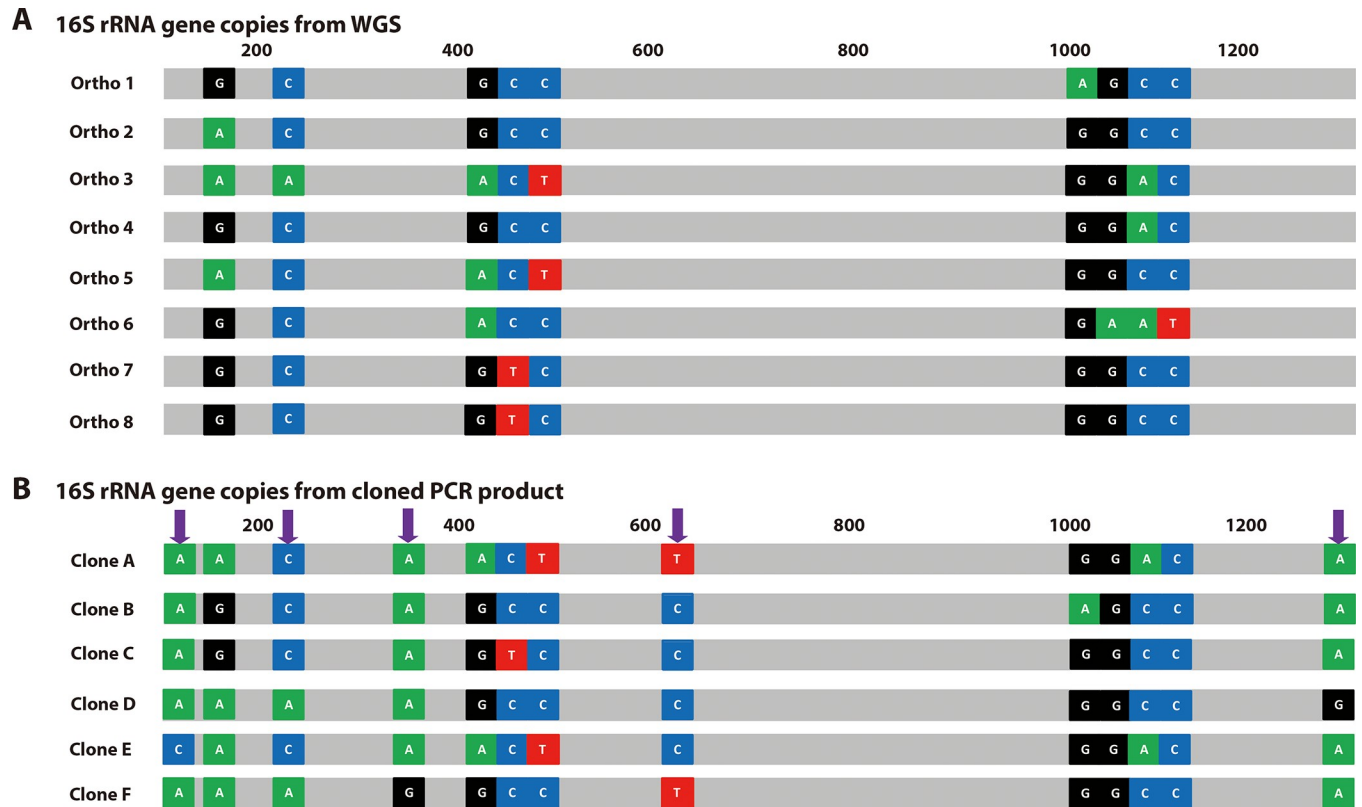 A 16S rRNA gene copies from WGS
200 400 600 800 1000 1200
Ortho 1 G C G C C A G C C
Ortho 2 A C G C C G G C C
Ortho 3 A A A C T G G A C
Ortho 4 G C G C C G G A C
Ortho 5 A C A C T G G C C
Ortho 6 G C A C C G A A T
Ortho 7 G C G T C G G C C
Ortho 8 G C G T C G G C C
B 16S rRNA gene copies from cloned PCR product
200 400 600 800 1000 1200
Clone A A A C A A C T T G G A C A
Clone B A G C A G C C C A G C C A
Clone C A G C A G T C C G G C C A
Clone D A A A A G C C C G G C C G
Clone E C A C A A C T C G G A C A
Clone F A A A G G C C T G G C C A